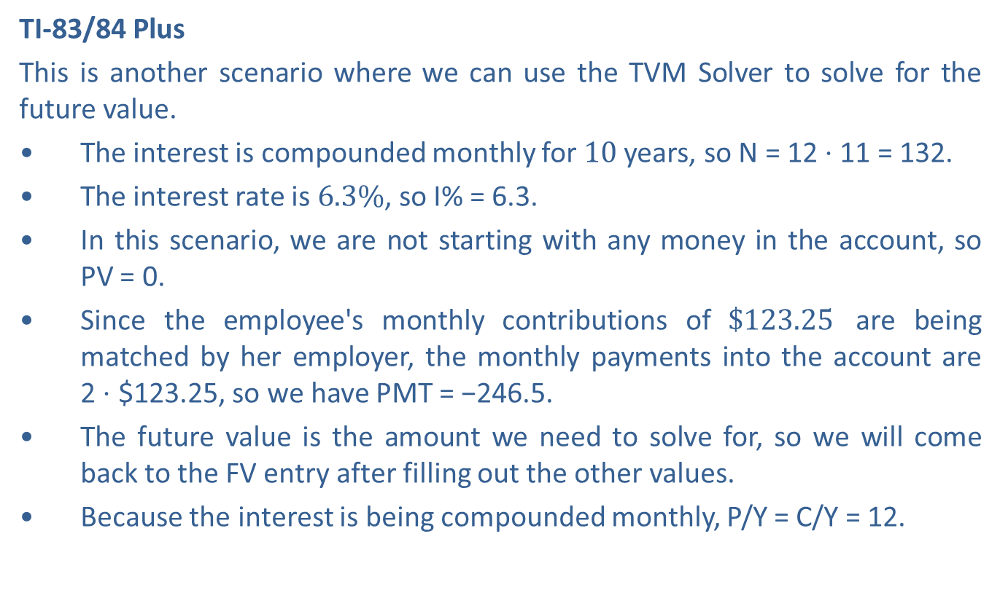 TI-83/84 Plus
This is another scenario where we can use the TVM Solver to solve for the
future value.
• The interest is compounded monthly for 10 years, so N = 12 · 11 = 132.
• The interest rate is 6.3%, so I% = 6.3.
• In this scenario, we are not starting with any money in the account, so
PV = 0.
• Since the employee's monthly contributions of $123.25 are being
matched by her employer, the monthly payments into the account are
2 · $123.25, so we have PMT = −246.5.
• The future value is the amount we need to solve for, so we will come
back to the FV entry after filling out the other values.
• Because the interest is being compounded monthly, P/Y = C/Y = 12.